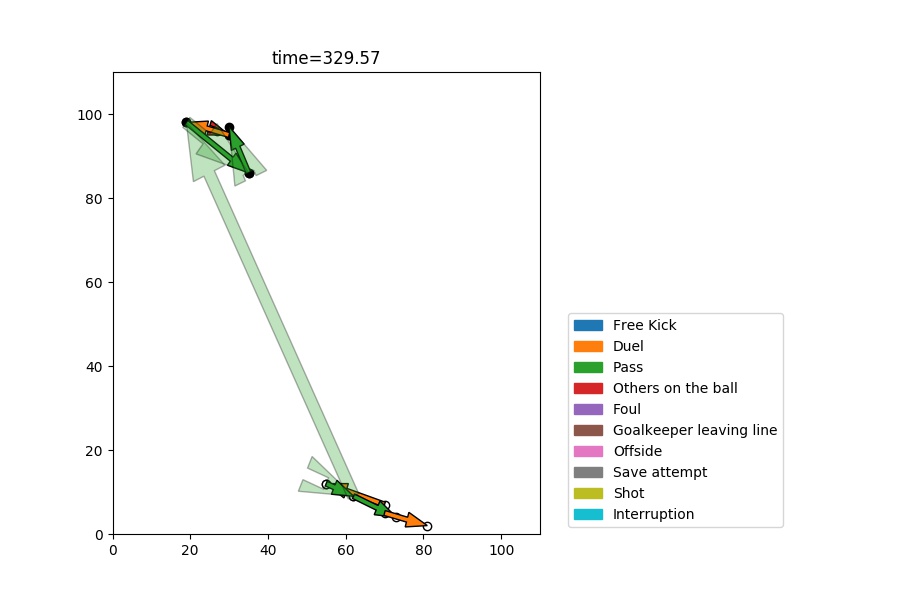 time=329.57
100
80
60
40
20
0
0 20 40 60 80 100
Free Kick
Duel
Pass
Others on the ball
Foul
Goalkeeper leaving line
Offside
Save attempt
Shot
Interruption